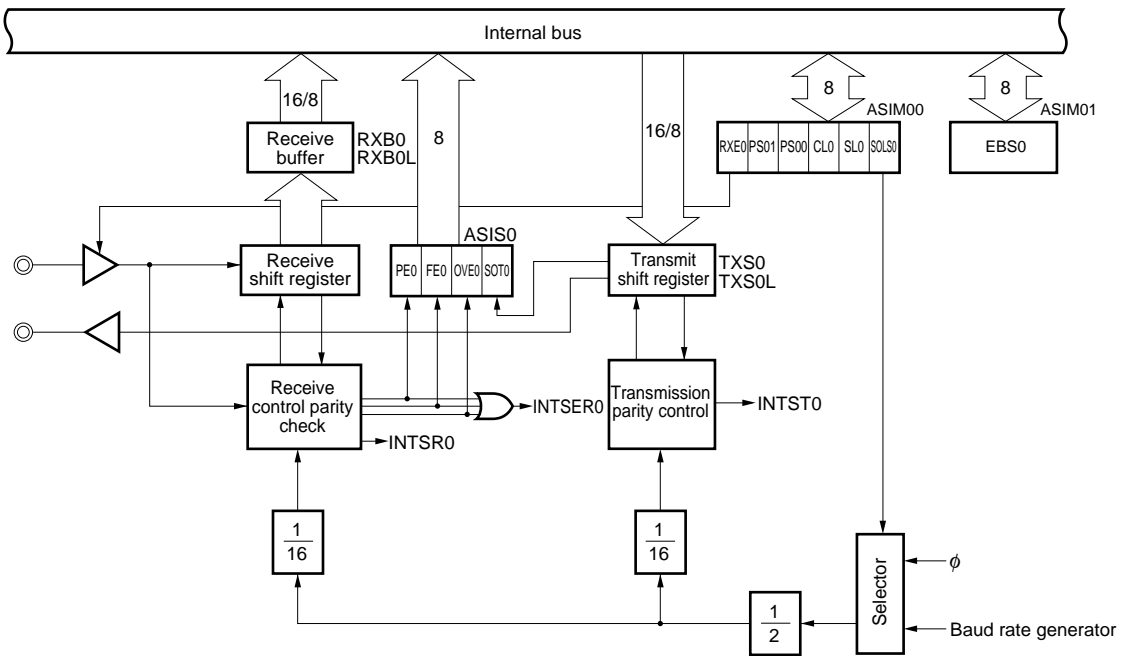 Internal bus
16/8
8
16/8
8
ASIM00
8
ASIM01
Receive
buffer
RXB0
RXB0L
RXE0 PS01 PS00 CL0 SL0 SOLS0
EBS0
ASIS0
Receive
shift register
PE0 FE0 OVE0 SOT0
Transmit
shift register
TXS0
TXS0L
Receive
control parity
check
INTSER0
INTSR0
Transmission
parity control
INTST0
1
16
1
16
Selector
φ
1
2
Baud rate generator